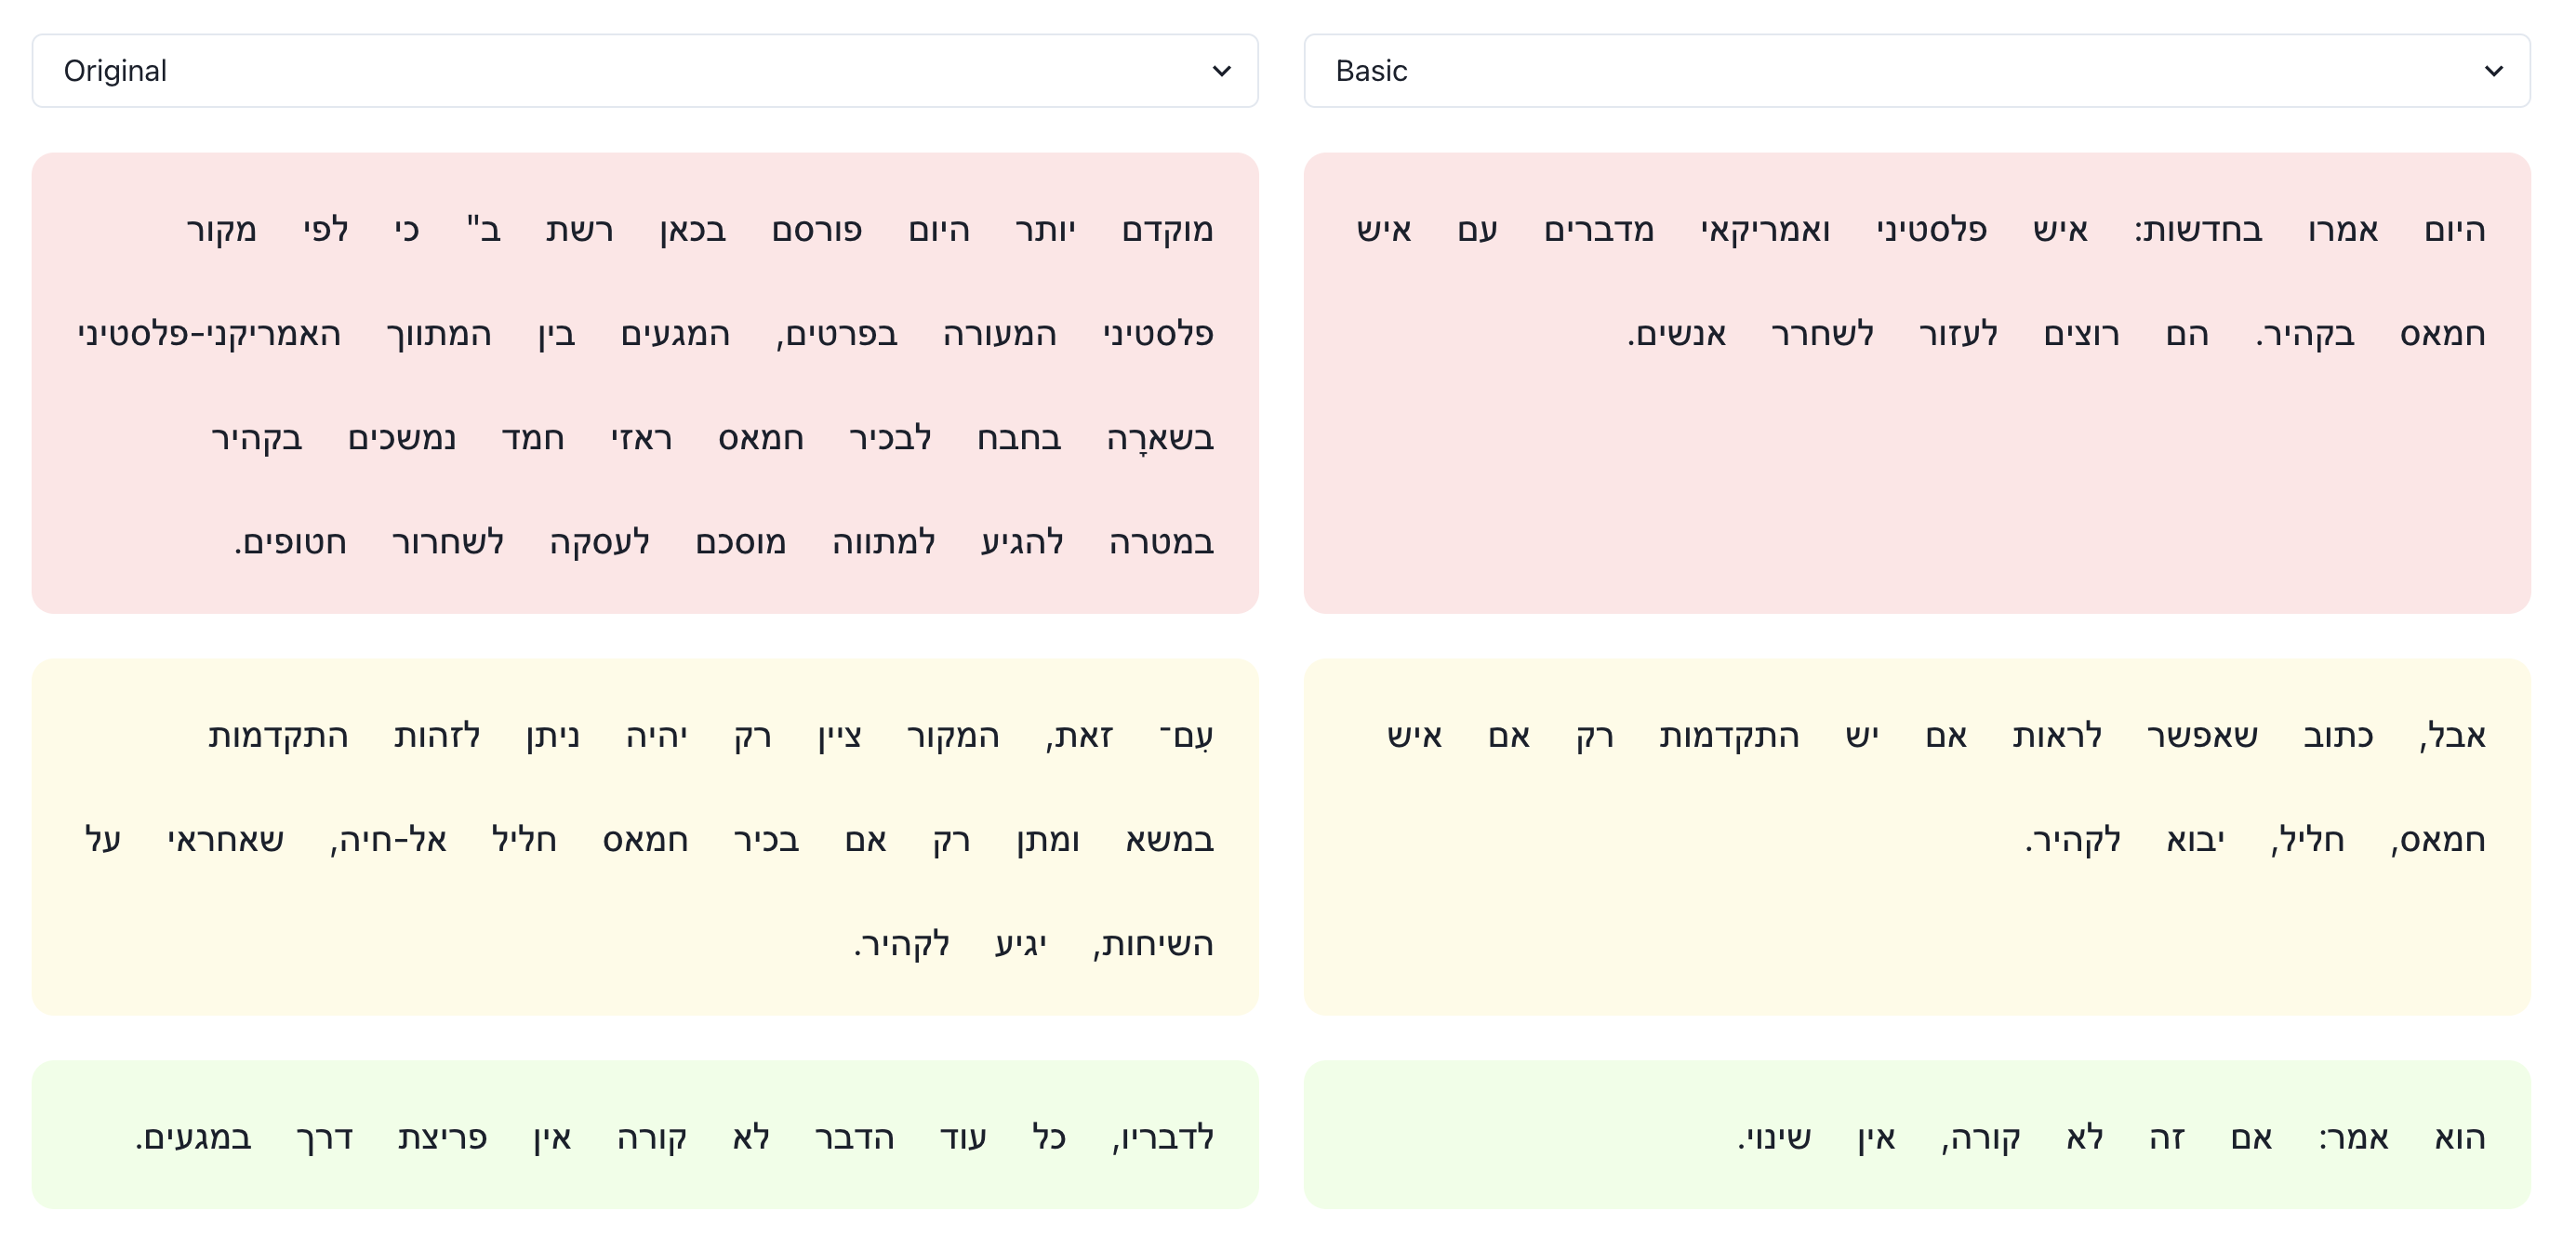 Original
מוקדם יותר היום פורסם בכאן רשת ב" כי לפי מקור
פלסטיני המעורה בפרטים, המגעים בין המתווך האמריקני-פלסטיני
בשארָה בחבח לבכיר חמאס ראזי חמד נמשכים בקהיר
במטרה להגיע למתווה מוסכם לעסקה לשחרור חטופים.
עִם־ זאת, המקור ציין רק יהיה ניתן לזהות התקדמות
במשא ומתן רק אם בכיר חמאס חליל אל-חיה, שאחראי על
השיחות, יגיע לקהיר.
לדבריו, כל עוד הדבר לא קורה אין פריצת דרך במגעים.
Basic
היום אמרו בחדשות: איש פלסטיני ואמריקאי מדברים עם איש
חמאס בקהיר. הם רוצים לעזור לשחרר אנשים.
אבל, כתוב שאפשר לראות אם יש התקדמות רק אם איש
חמאס, חליל, יבוא לקהיר.
הוא אמר: אם זה לא קורה, אין שינוי.